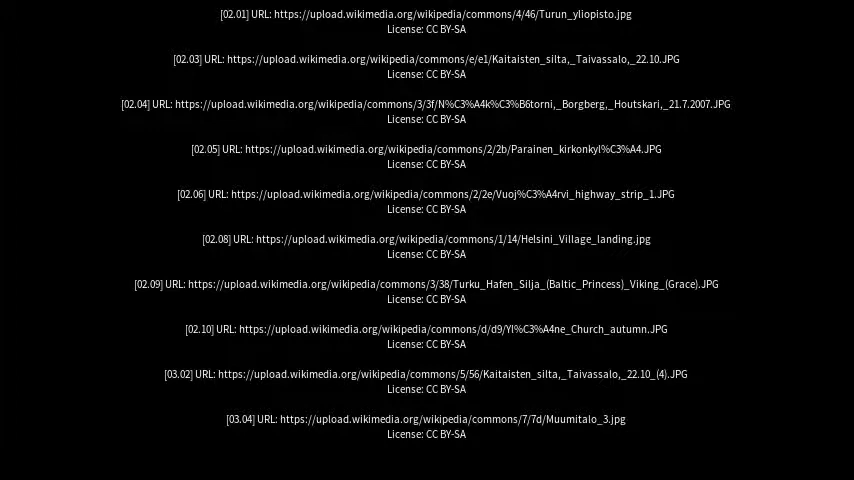 [02.01] URL: https://upload.wikimedia.org/wikipedia/commons/4/46/Turun_yliopisto.jpg
License: CC BY-SA
[02.03] URL: https://upload.wikimedia.org/wikipedia/commons/e/e1/Kaitaisten_silta,_Taivassalo,_22.10.JPG
License: CC BY-SA
[02.04] URL: https://upload.wikimedia.org/wikipedia/commons/3/3f/N%C3%A4k%C3%B6torni,_Borgberg,_Houtskari,_21.7.2007.JPG
License: CC BY-SA
[02.05] URL: https://upload.wikimedia.org/wikipedia/commons/2/2b/Parainen_kirkonkyl%C3%A4.JPG
License: CC BY-SA
[02.06] URL: https://upload.wikimedia.org/wikipedia/commons/2/2e/Vuoj%C3%A4rvi_highway_strip_1.JPG
License: CC BY-SA
[02.08] URL: https://upload.wikimedia.org/wikipedia/commons/1/14/Helsini_Village_landing.jpg
License: CC BY-SA
[02.09] URL: https://upload.wikimedia.org/wikipedia/commons/3/38/Turku_Hafen_Silja_(Baltic_Princess)_Viking_(Grace).JPG
License: CC BY-SA
[02.10] URL: https://upload.wikimedia.org/wikipedia/commons/d/d9/Yl%C3%A4ne_Church_autumn.JPG
License: CC BY-SA
[03.02] URL: https://upload.wikimedia.org/wikipedia/commons/5/56/Kaitaisten_silta,_Taivassalo,_22.10_(4).JPG
License: CC BY-SA
[03.04] URL: https://upload.wikimedia.org/wikipedia/commons/7/7d/Muumitalo_3.jpg
License: CC BY-SA